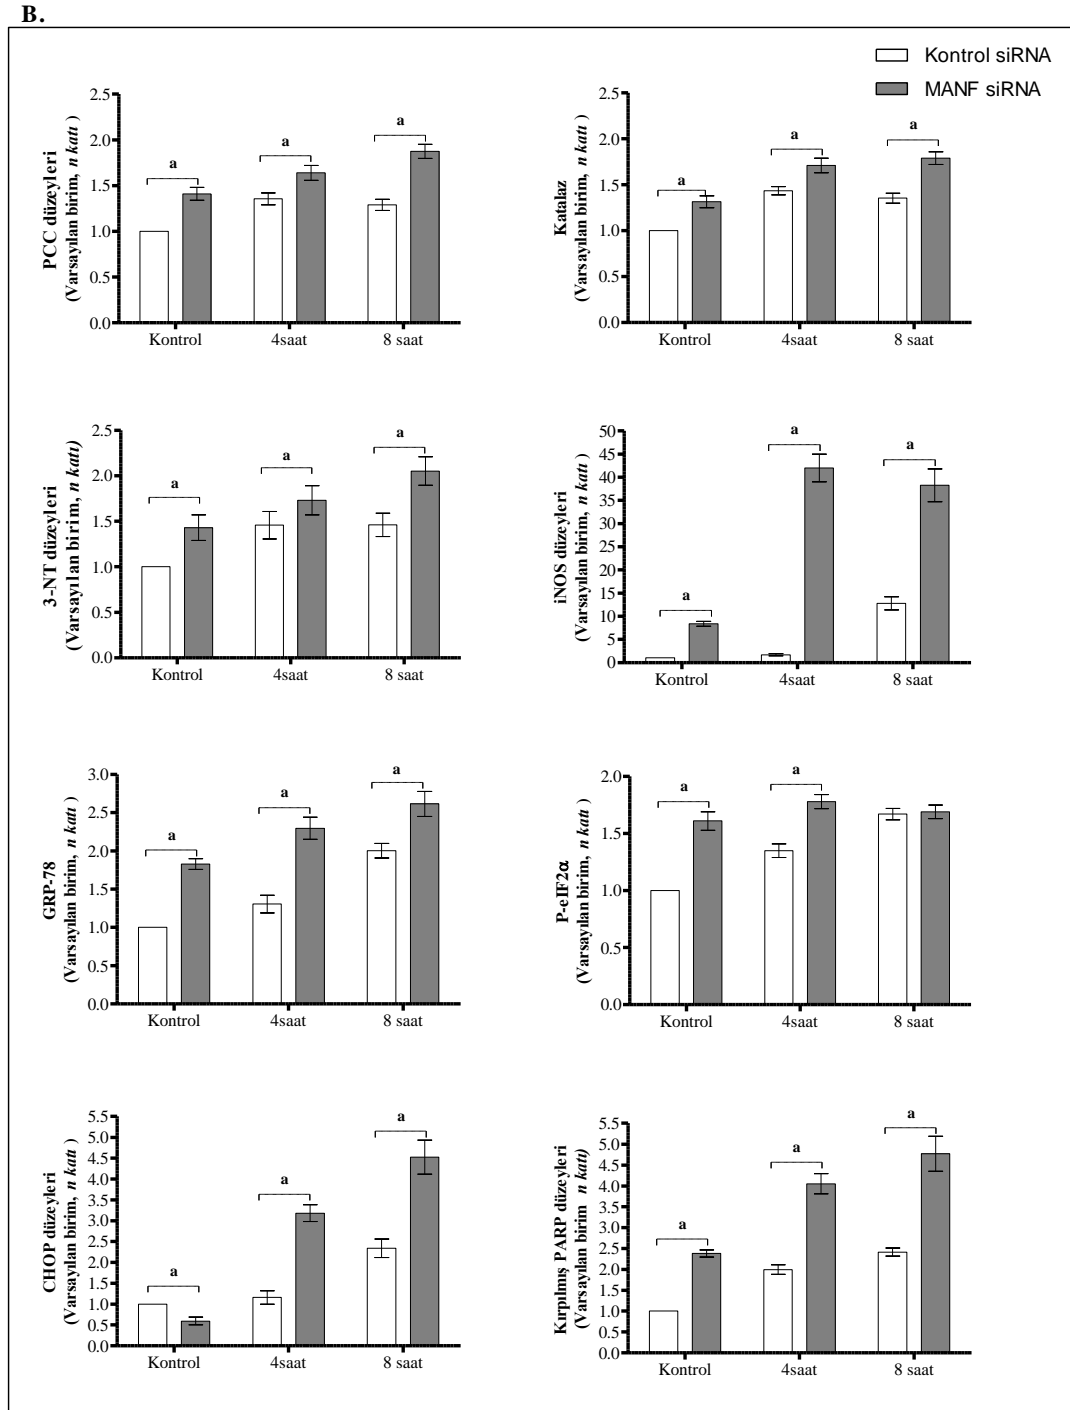 B.
Kontrol siRNA
MANF siRNA
PCC düzeyleri
(Varsayılan birim, n katı )
2.5
2.0
1.5
1.0
0.5
0.0
a
a
a
Kontrol
4saat
8 saat
Katalaz
(Varsayılan birim, n katı )
2.5
2.0
1.5
1.0
0.5
0.0
a
a
a
Kontrol
4saat
8 saat
3-NT düzeyleri
(Varsayılan birim, n katı)
2.5
2.0
1.5
1.0
0.5
0.0
a
a
a
Kontrol
4saat
8 saat
iNOS düzeyleri
(Varsayılan birim, n katı )
50
45
40
35
30
25
20
15
10
5
0
a
a
a
Kontrol
4saat
8 saat
GRP-78
(Varsayılan birim, n katı )
3.0
2.5
2.0
1.5
1.0
0.5
0.0
a
a
a
Kontrol
4saat
8 saat
P-eIF2α
(Varsayılan birim, n katı )
2.0
1.5
1.0
0.5
0.0
a
a
Kontrol
4saat
8 saat
CHOP düzeyleri
(Varsayılan birim, n katı )
5.5
5.0
4.5
4.0
3.5
3.0
2.5
2.0
1.5
1.0
0.5
0.0
a
a
a
Kontrol
4saat
8 saat
Kırpılmış PARP düzeyleri
(Varsayılan birim n katı)
5.5
5.0
4.5
4.0
3.5
3.0
2.5
2.0
1.5
1.0
0.5
0.0
a
a
a
Kontrol
4saat
8 saat